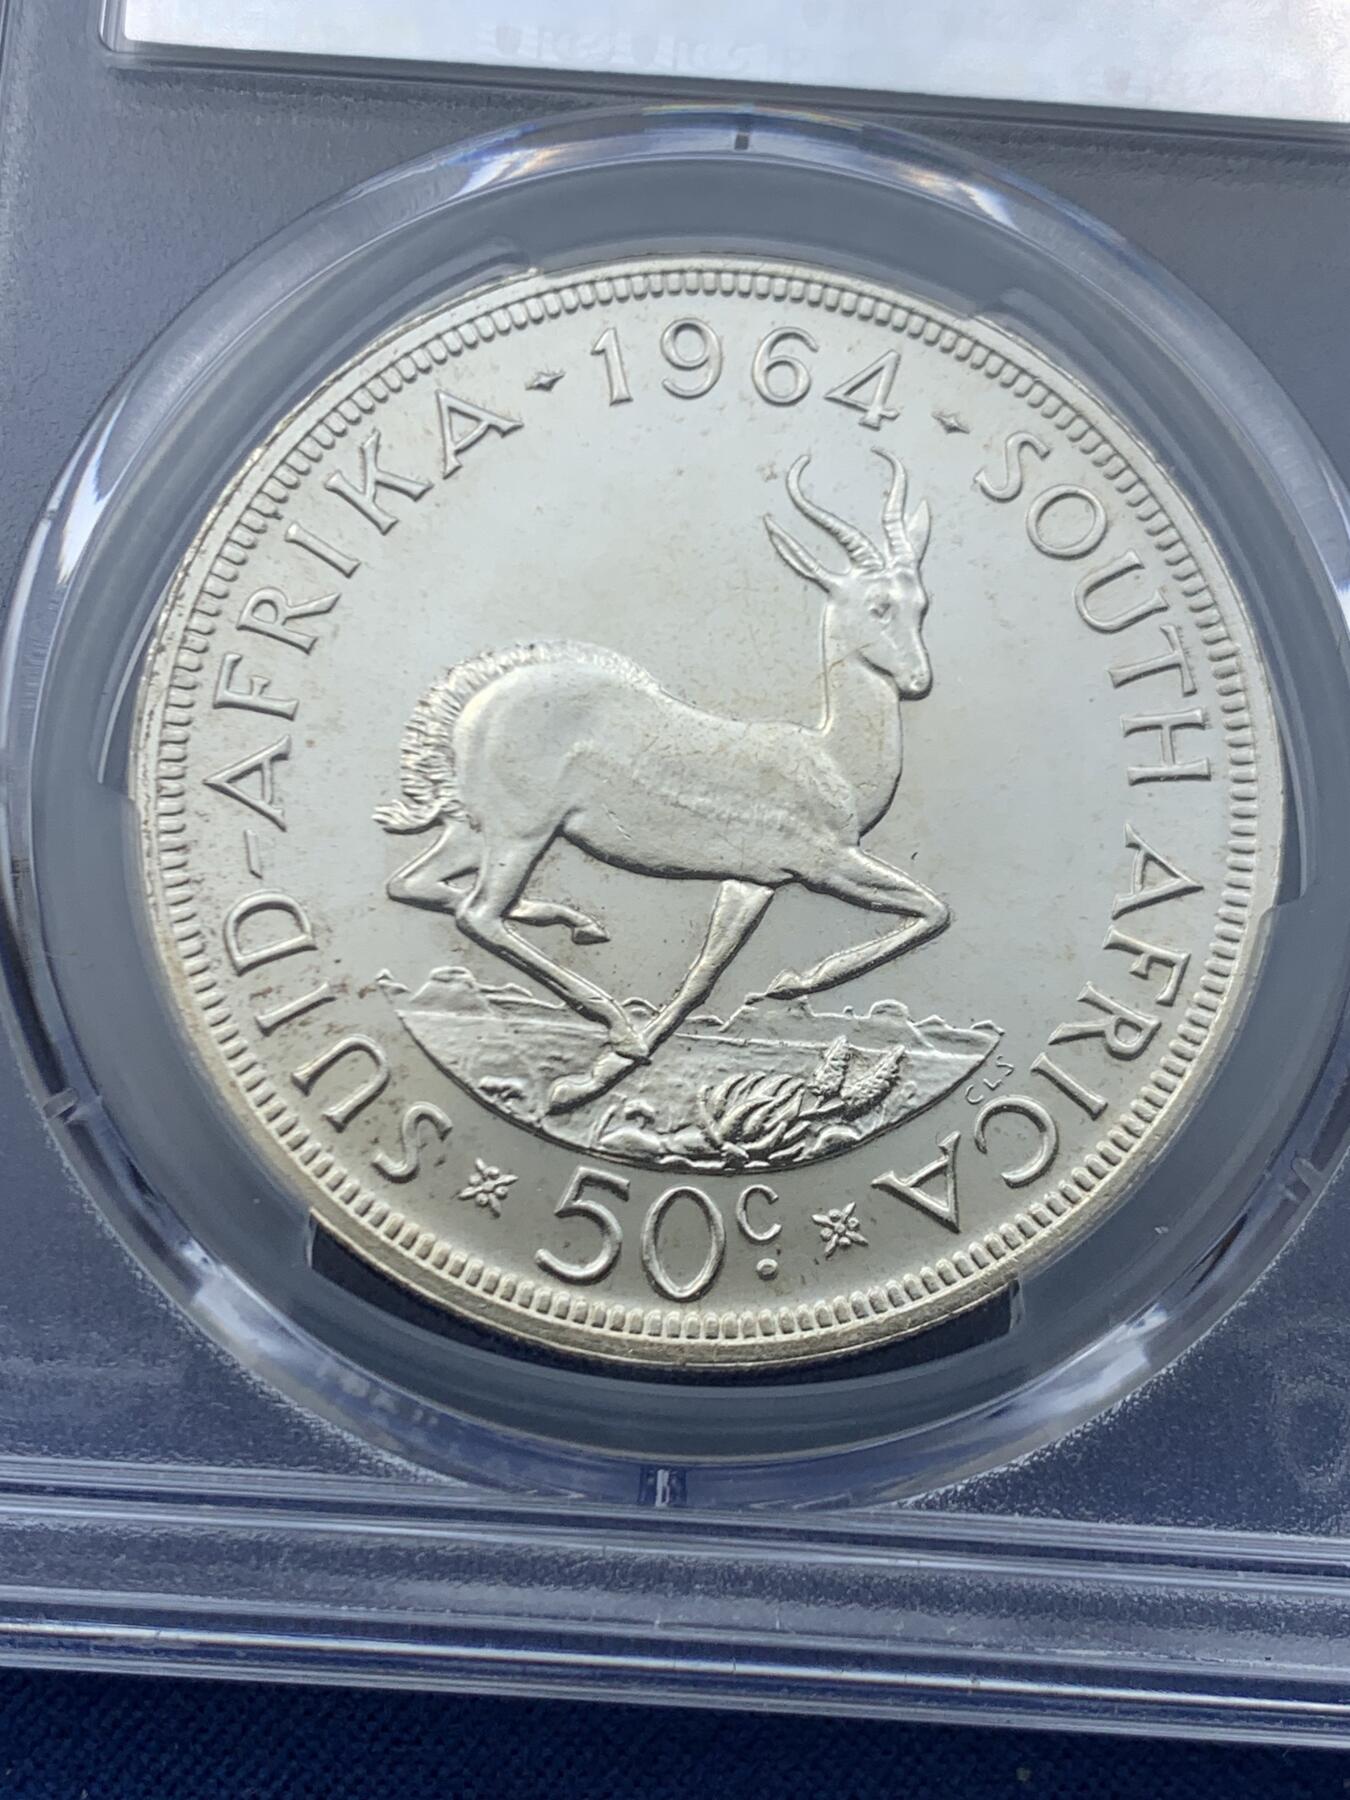 SUID-AFRIKA · 1964 · SOUTH AFRICA
CLS
50c.